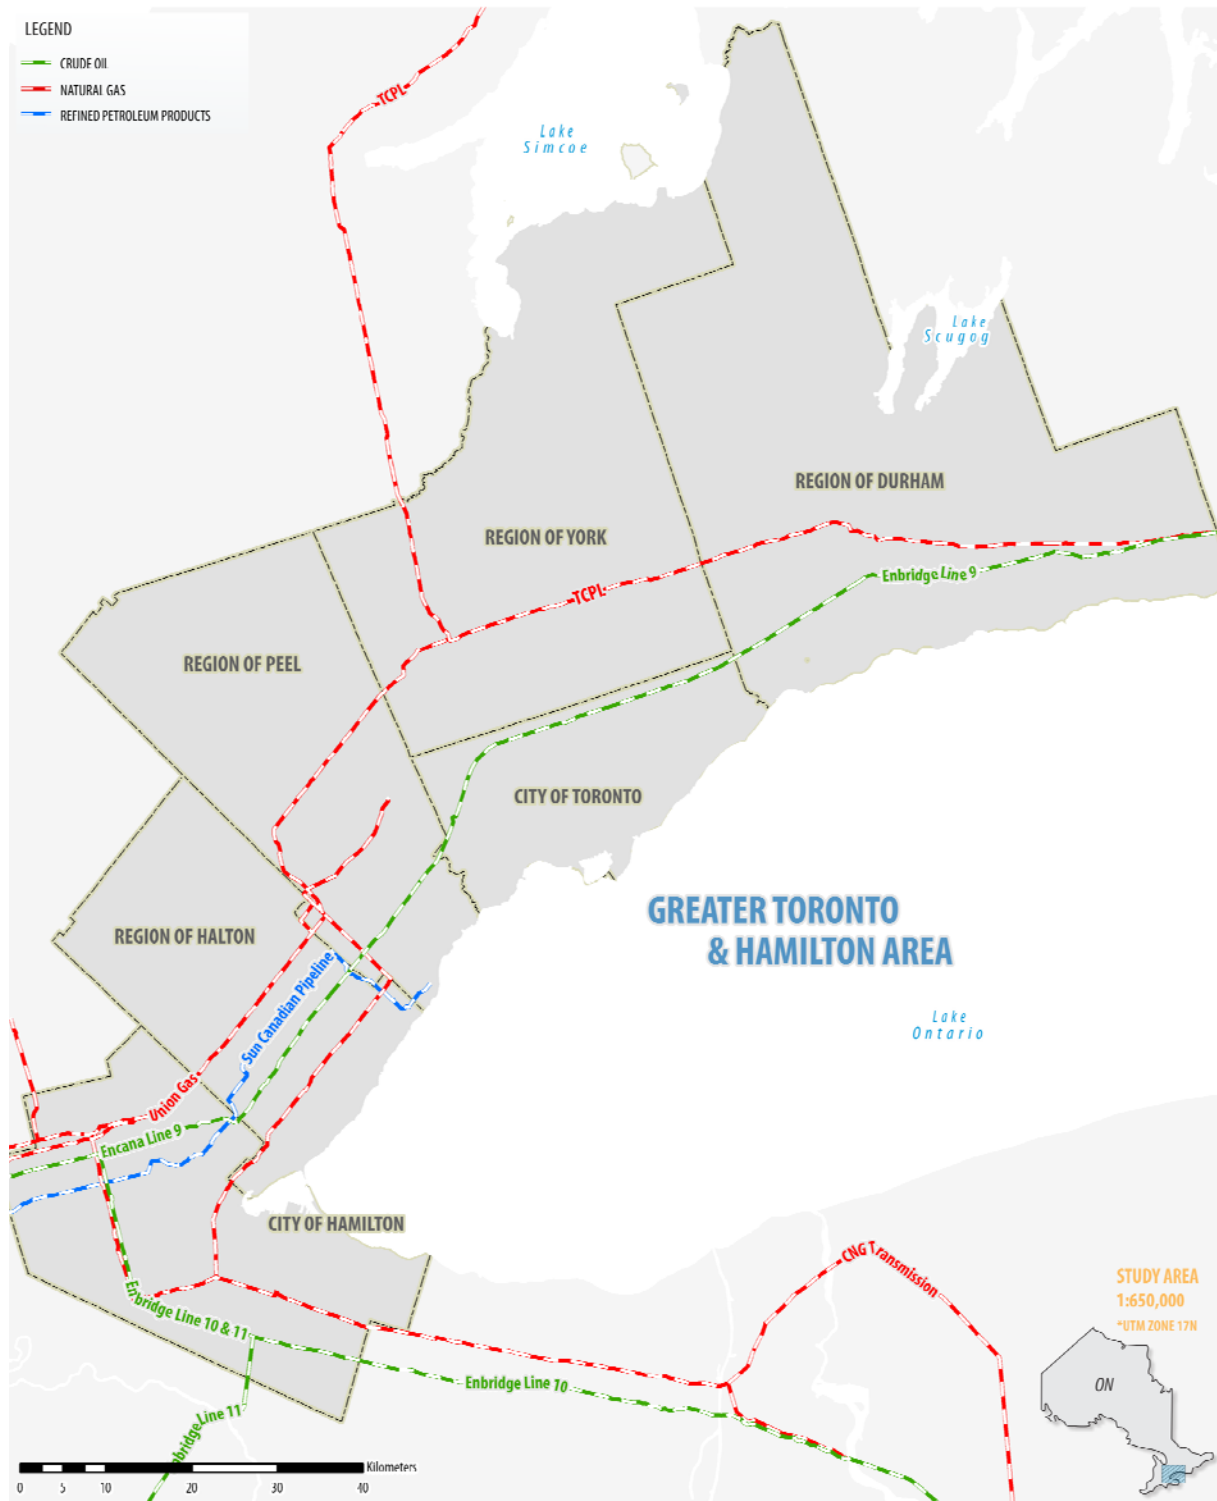 LEGEND
CRUDE OIL
NATURAL GAS
REFINED PETROLEUM PRODUCTS
TCPL
Lake
Simcoe
Lake
Scugog
REGION OF DURHAM
REGION OF YORK
Enbridge Line 9
TCPL
REGION OF PEEL
CITY OF TORONTO
GREATER TORONTO
& HAMILTON AREA
REGION OF HALTON
Sun Canadian Pipeline
Lake
Ontario
Union Gas
Encana Line 9
CITY OF HAMILTON
CNG Transmission
Enbridge Line 10 & 11
Enbridge Line 10
nbridge Line 11
STUDY AREA
1:650,000
*UTM ZONE 17N
ON
Kilometers
0 5 10 20 30 40